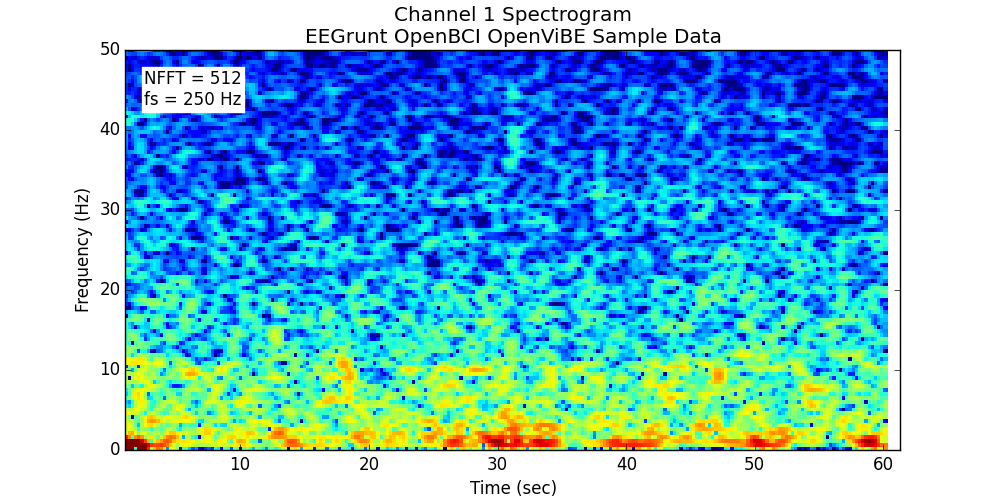 Channel 1 Spectrogram
EEGrunt OpenBCI OpenViBE Sample Data
NFFT = 512
fs = 250 Hz
50
40
30
20
10
0
Frequency (Hz)
10 20 30 40 50 60
Time (sec)